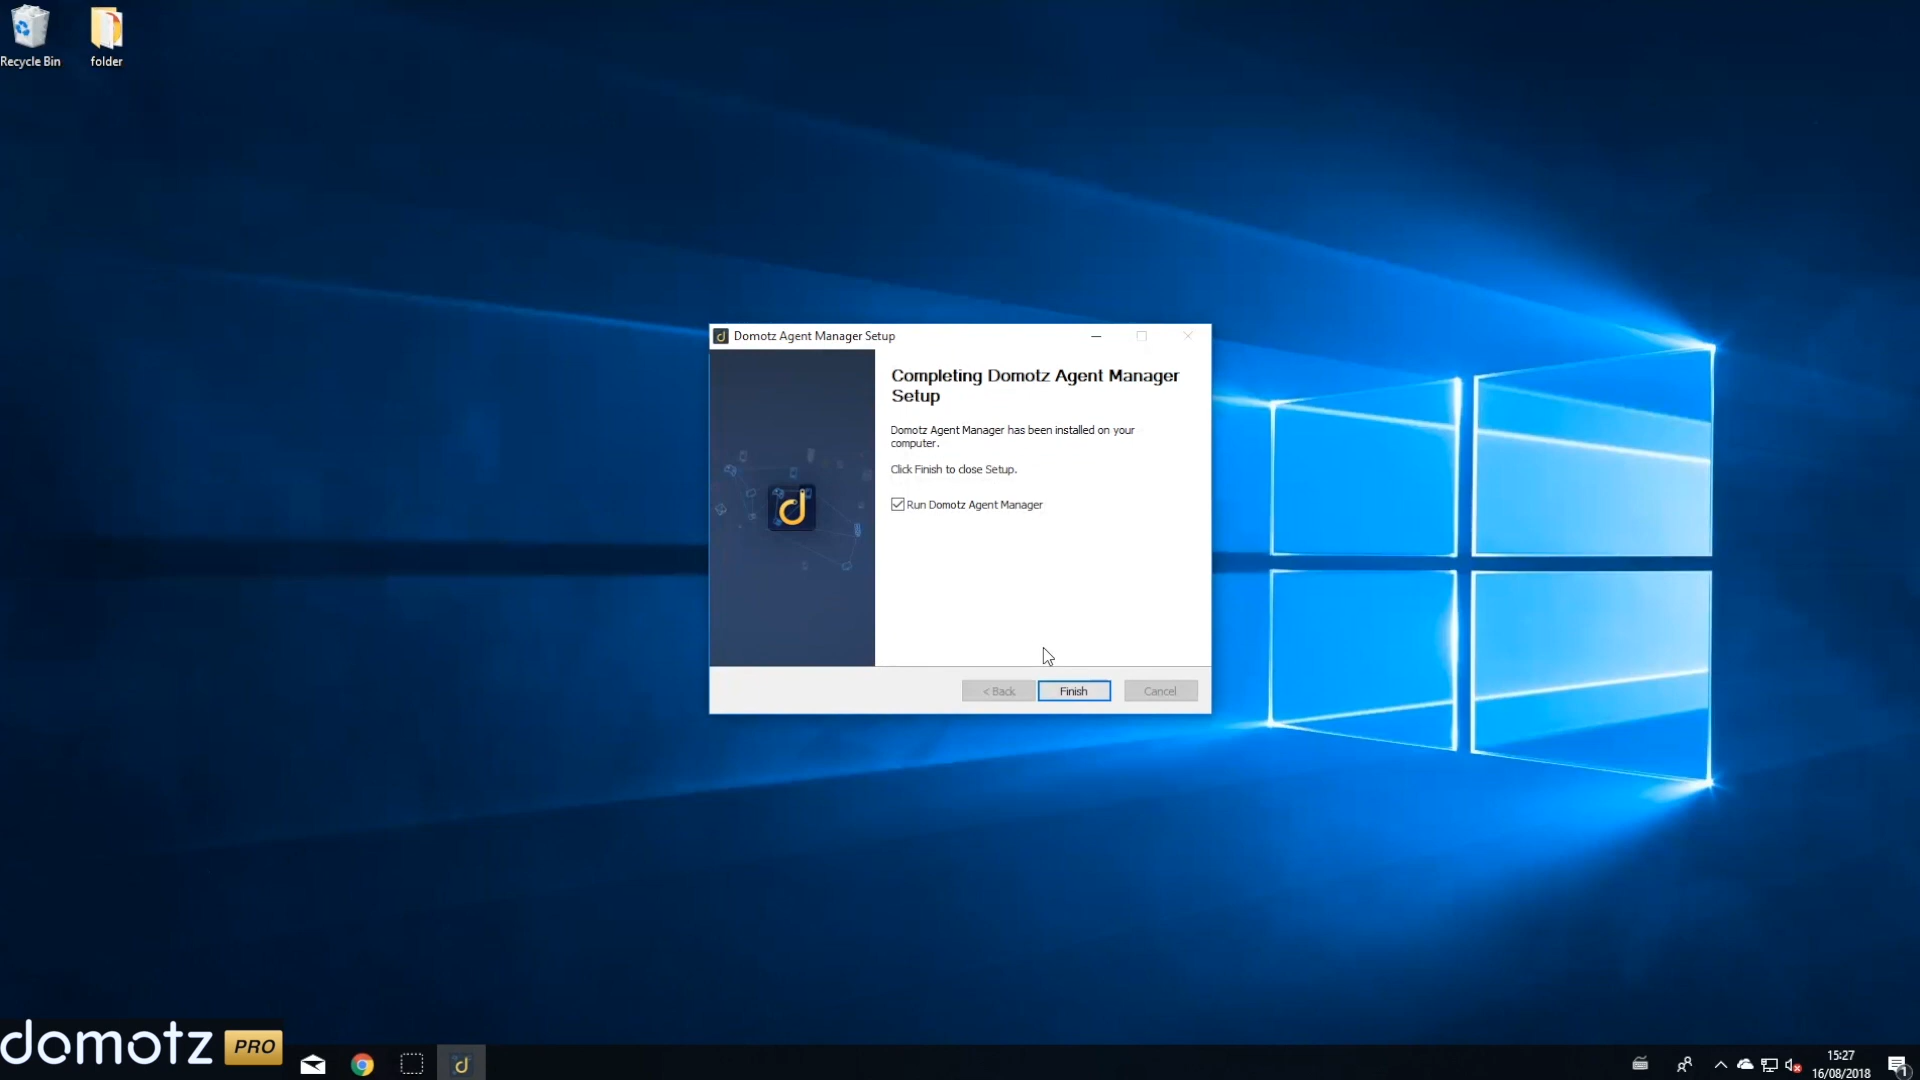 Recycle Bin
folder
Domotz Agent Manager Setup
Completing Domotz Agent Manager
Setup
Domotz Agent Manager has been installed on your
computer.
Click Finish to close Setup.
Run Domotz Agent Manager
< Back
Finish
Cancel
domotz PRO
15:27
16/08/2018
1